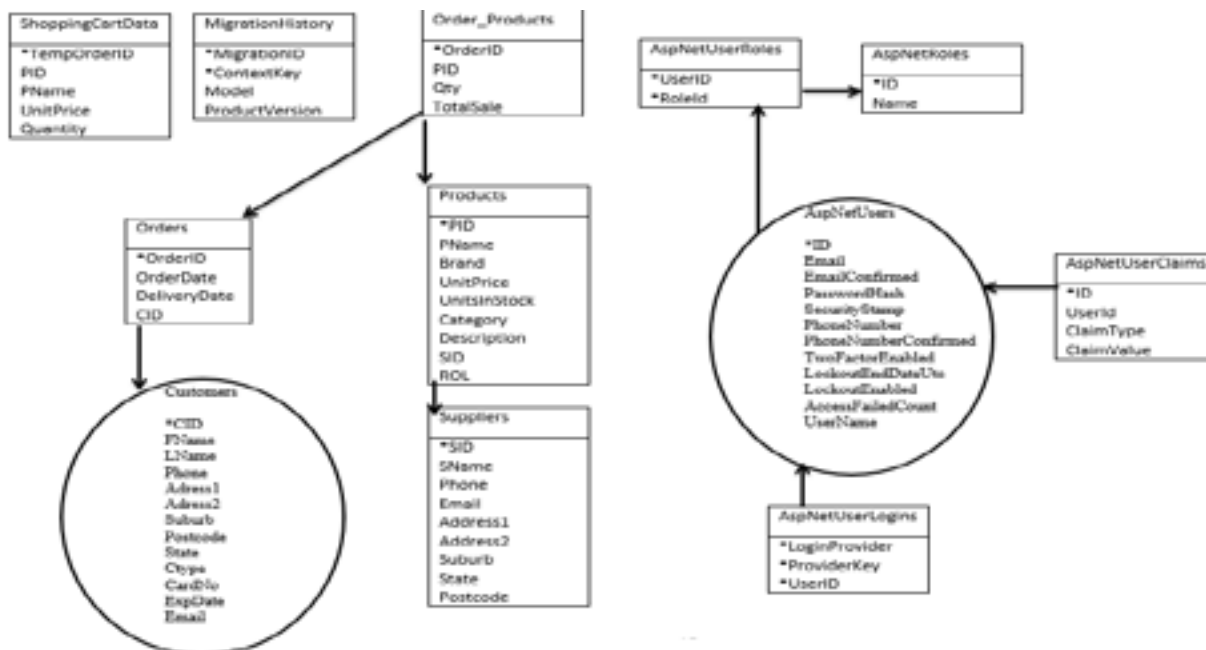 ShoppingCartData
*TempOrderID
PID
PName
UnitPrice
Quantity
MigrationHistory
*MigrationID
*ContextKey
Model
ProductVersion
Order_Products
*OrderID
PID
Qty
TotalSale
Orders
*OrderID
OrderDate
DeliveryDate
CID
Products
*PID
PName
Brand
UnitPrice
UnitsInStock
Category
Description
SID
ROL
Customers
*CID
FName
LName
Phone
Adress1
Adress2
Suburb
Postcode
State
Ctype
CardNo
ExpDate
Email
Suppliers
*SID
SName
Phone
Email
Address1
Address2
Suburb
State
Postcode
AspNetUserRoles
*UserID
*RoleId
AspNetRoles
*ID
Name
AspNetUsers
*ID
Email
EmailConfirmed
PasswordHash
SecurityStamp
PhoneNumber
PhoneNumberConfirmed
TwoFactorEnabled
LockoutEndDateUtc
LockoutEnabled
AccessFailedCount
UserName
AspNetUserClaims
*ID
UserId
ClaimType
ClaimValue
AspNetUserLogins
*LoginProvider
*ProviderKey
*UserID